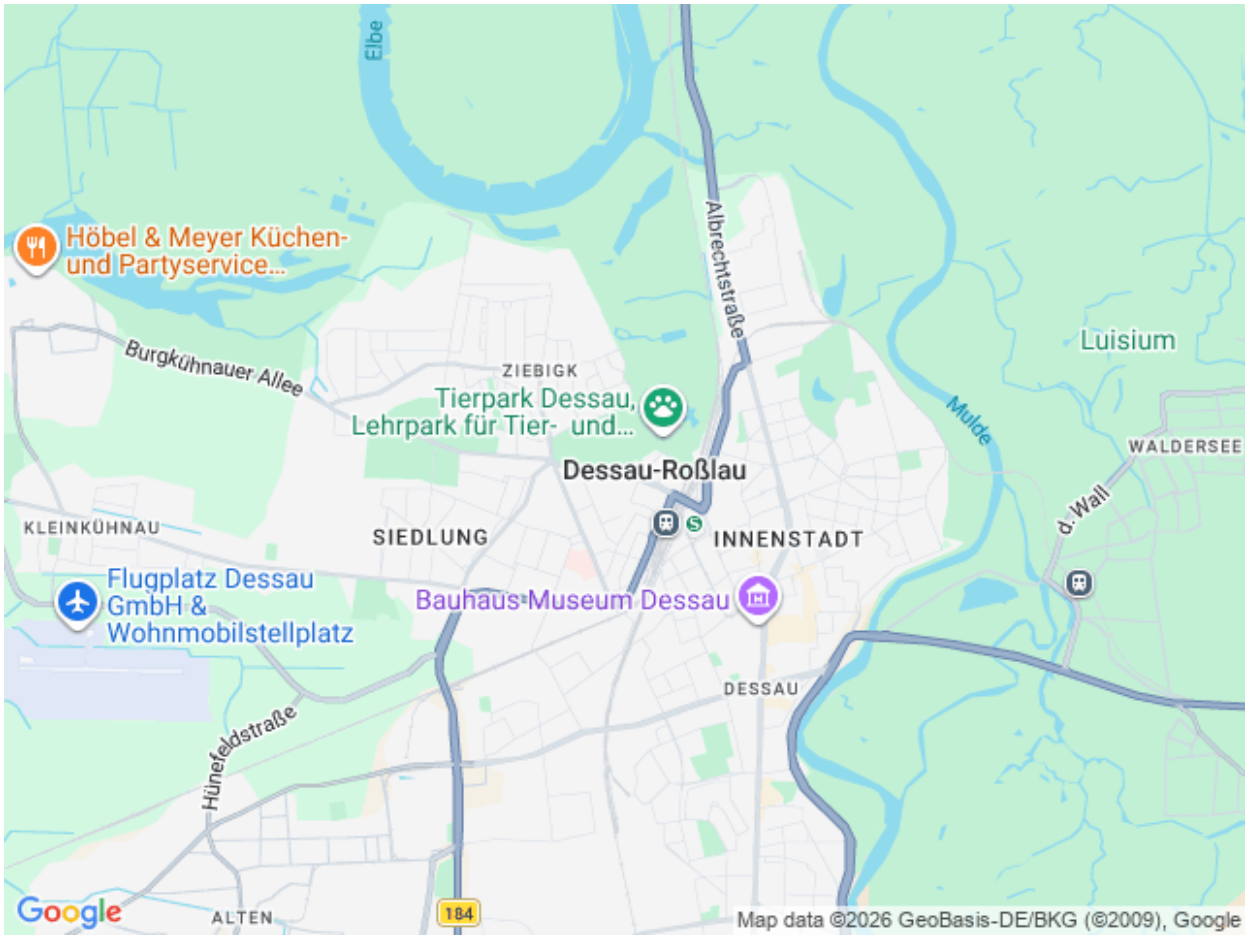 Elbe
Albrechtstraße
Höbel & Meyer Küchen-
und Partyservice...
Burgkühnauer Allee
Luisium
ZIEBIGK
Tierpark Dessau,
Lehrpark für Tier- und...
Mulde
WALDERSEE
Dessau-Roßlau
d. Wall
KLEINKÜHNAU
SIEDLUNG
S
INNENSTADT
Flugplatz Dessau
GmbH &
Wohnmobilstellplatz
Bauhaus Museum Dessau
DESSAU
Hünefeldstraße
Google
ALTEN
184
Map data ©2026 GeoBasis-DE/BKG (©2009), Google